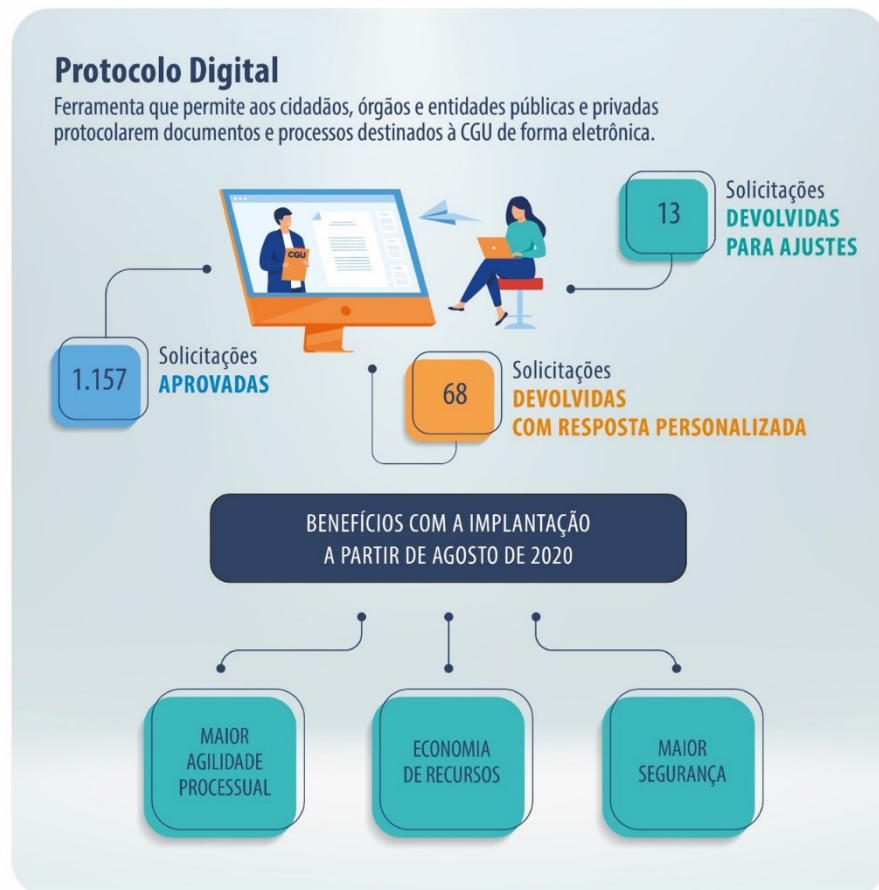 Protocolo Digital
Ferramenta que permite aos cidadãos, órgãos e entidades públicas e privadas
protocolarem documentos e processos destinados à CGU de forma eletrônica.
13
Solicitações
DEVOLVIDAS
PARA AJUSTES
CGU
1.157
Solicitações
APROVADAS
68
Solicitações
DEVOLVIDAS
COM RESPOSTA PERSONALIZADA
BENEFÍCIOS COM A IMPLANTAÇÃO
A PARTIR DE AGOSTO DE 2020
MAIOR
AGILIDADE
PROCESSUAL
ECONOMIA
DE RECURSOS
MAIOR
SEGURANÇA